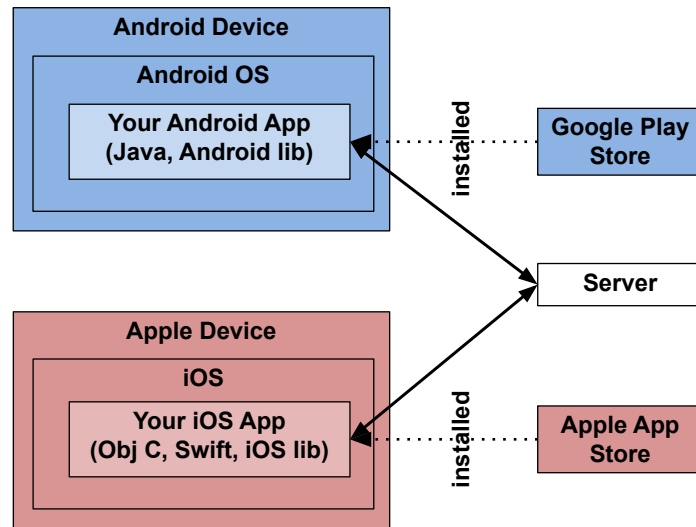 Android Device
Android OS
Your Android App
(Java, Android lib)
installed
Google Play
Store
Server
Apple Device
iOS
Your iOS App
(Obj C, Swift, iOS lib)
installed
Apple App
Store